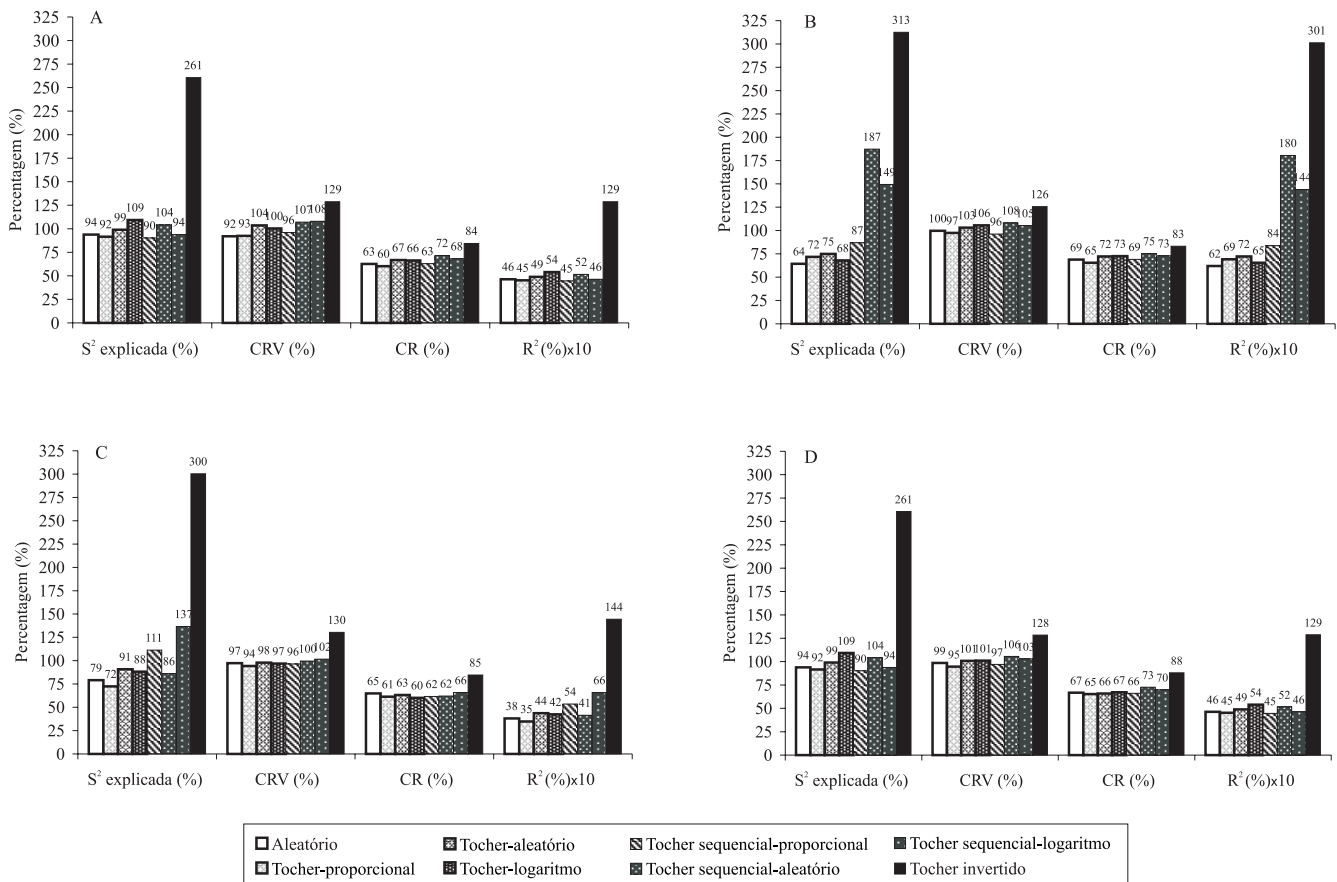 A
Percentagem (%)
325
300
275
250
225
200
175
150
125
100
75
50
25
0
94 92 99 109 90 104 94 261
92 93 104 100 96 107 108 129
63 60 67 66 63 72 68 84
46 45 49 54 45 52 46 129
S² explicada (%) CRV (%) CR (%) R² (%)x10
B
Percentagem (%)
325
300
275
250
225
200
175
150
125
100
75
50
25
0
64 72 75 68 87 187 149 313
100 97 103 106 96 108 105 126
69 65 72 73 69 75 73 83
62 69 72 65 84 180 144 301
S² explicada (%) CRV (%) CR (%) R² (%)x10
C
Percentagem (%)
325
300
275
250
225
200
175
150
125
100
75
50
25
0
79 72 91 88 111 86 137 300
97 94 98 97 96 100 102 130
65 61 63 60 62 62 66 85
38 35 44 42 54 41 66 144
S² explicada (%) CRV (%) CR (%) R² (%)x10
D
Percentagem (%)
325
300
275
250
225
200
175
150
125
100
75
50
25
0
94 92 99 109 90 104 94 261
99 95 101 101 97 106 103 128
67 65 66 67 66 73 70 88
46 45 49 54 45 52 46 129
S² explicada (%) CRV (%) CR (%) R² (%)x10
Aleatório Tocher-aleatório Tocher sequencial-proporcional Tocher sequencial-logaritmo
Tocher-proporcional Tocher-logaritmo Tocher sequencial-aleatório Tocher invertido